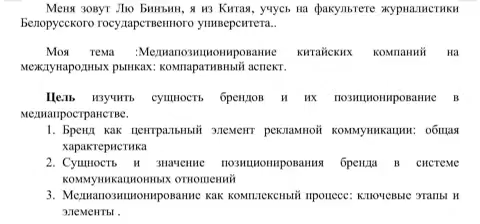 Меня зовут Лю Бинъин, я из Китая, учусь на факультете журналистики
Белорусского государственного университета..
Моя тема :Медиапозиционирование китайских компаний на
международных рынках: компаративный аспект.
Цель изучить сущность брендов и их позиционирование в
медиапространстве.
1. Бренд как центральный элемент рекламной коммуникации: общая
характеристика
2. Сущность и значение позиционирования бренда в системе
коммуникационных отношений
3. Медиапозиционирование как комплексный процесс: ключевые этапы и
элементы .